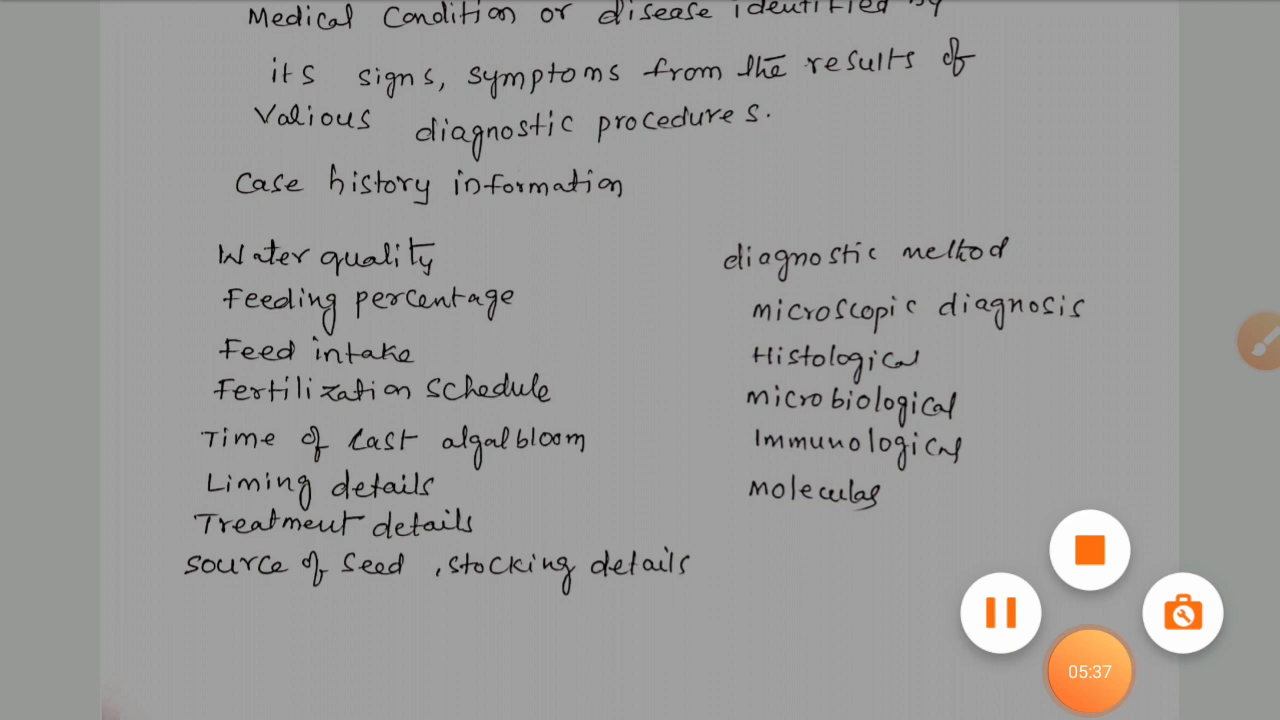 Medical Condition or disease identified by
its signs, symptoms from the results of
Various diagnostic procedures.
Case history information
Water quality
Feeding percentage
Feed intake
Fertilization schedule
Time of last algal bloom
Liming details
Treatment details
source of seed, stocking details
diagnostic method
microscopic diagnosis
Histological
microbiological
Immunological
molecular
05:37